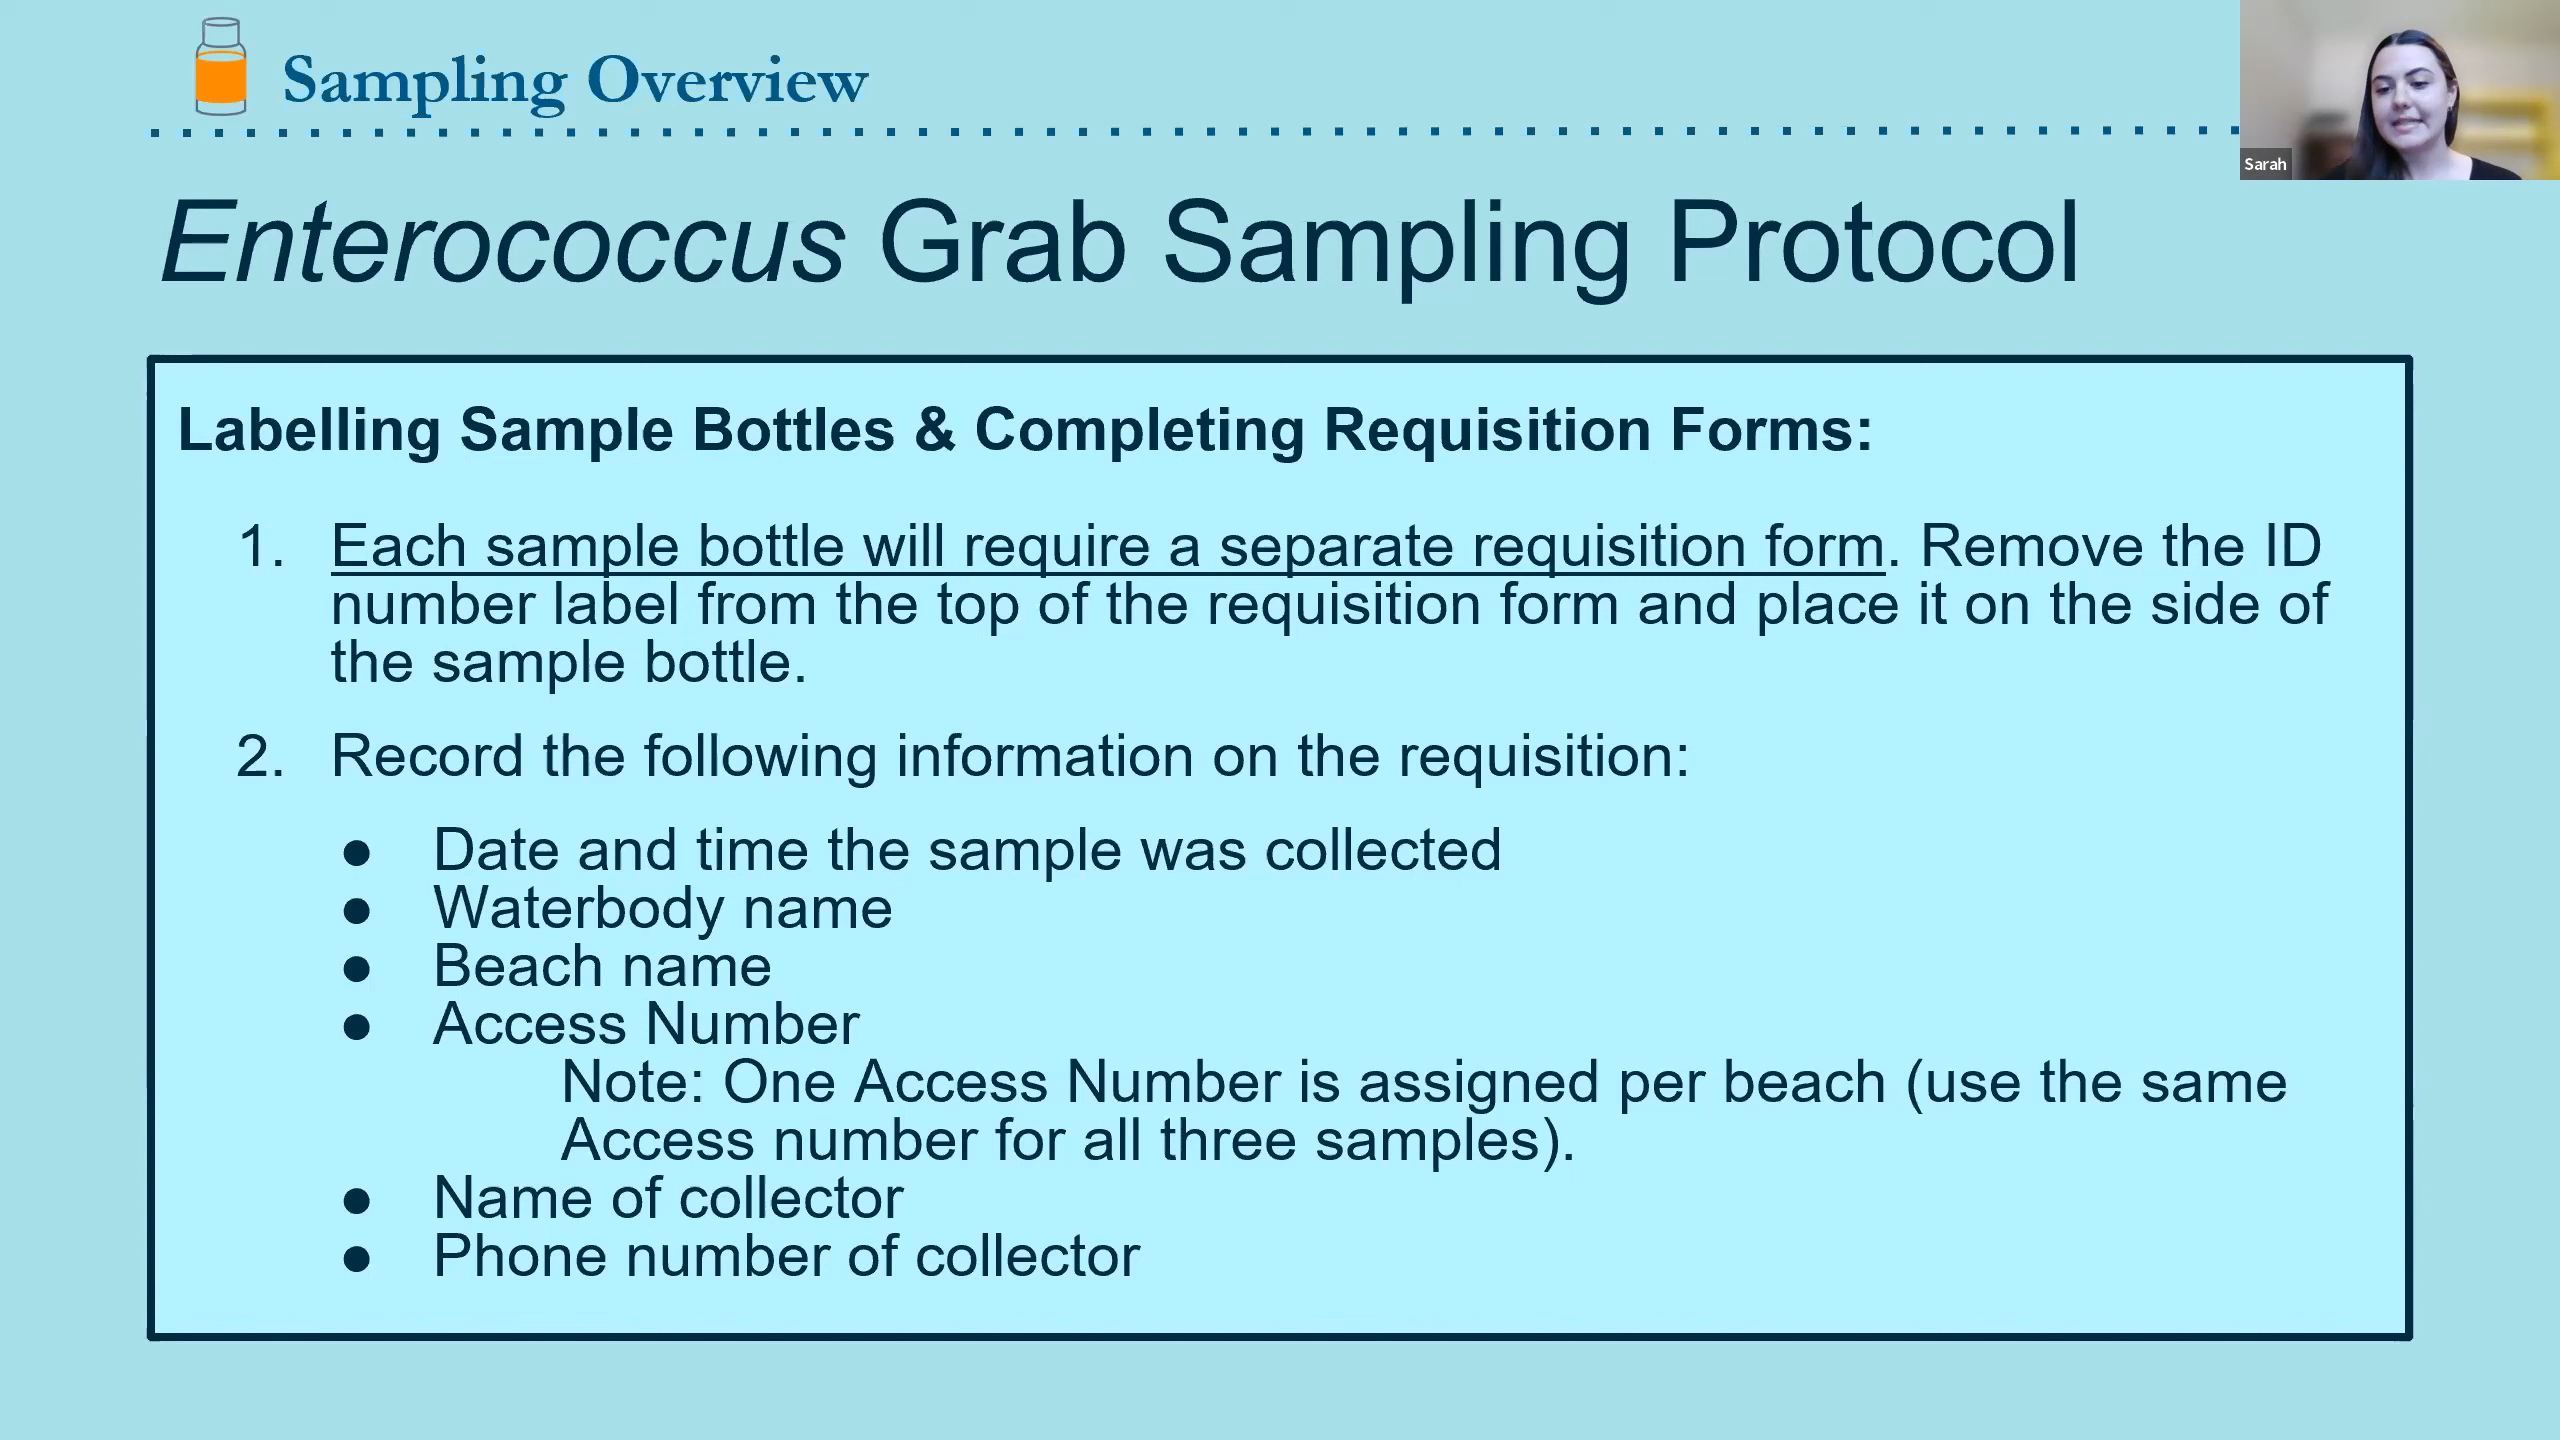 Sampling Overview
Sarah
Enterococcus Grab Sampling Protocol
Labelling Sample Bottles & Completing Requisition Forms:
1. Each sample bottle will require a separate requisition form. Remove the ID
number label from the top of the requisition form and place it on the side of
the sample bottle.
2. Record the following information on the requisition:
● Date and time the sample was collected
● Waterbody name
● Beach name
● Access Number
Note: One Access Number is assigned per beach (use the same
Access number for all three samples).
● Name of collector
● Phone number of collector